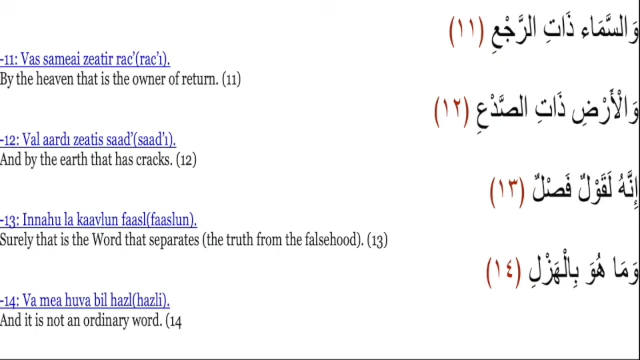 وَالسَّمَاء ذَاتِ الرَّجْعِ (١١)
-11: Vas sameai zeatir rac’(rac’ı).
By the heaven that is the owner of return. (11)
وَالْأَرْضِ ذَاتِ الصَّدْعِ (١٢)
-12: Val aardı zeatis saad’(saad’ı).
And by the earth that has cracks. (12)
إِنَّهُ لَقَوْلٌ فَصْلٌ (١٣)
-13: Innahu la kaavlun faasl(faaslun).
Surely that is the Word that separates (the truth from the falsehood). (13)
وَمَا هُوَ بِالْهَزْلِ (١٤)
-14: Va mea huva bil hazl(hazli).
And it is not an ordinary word. (14